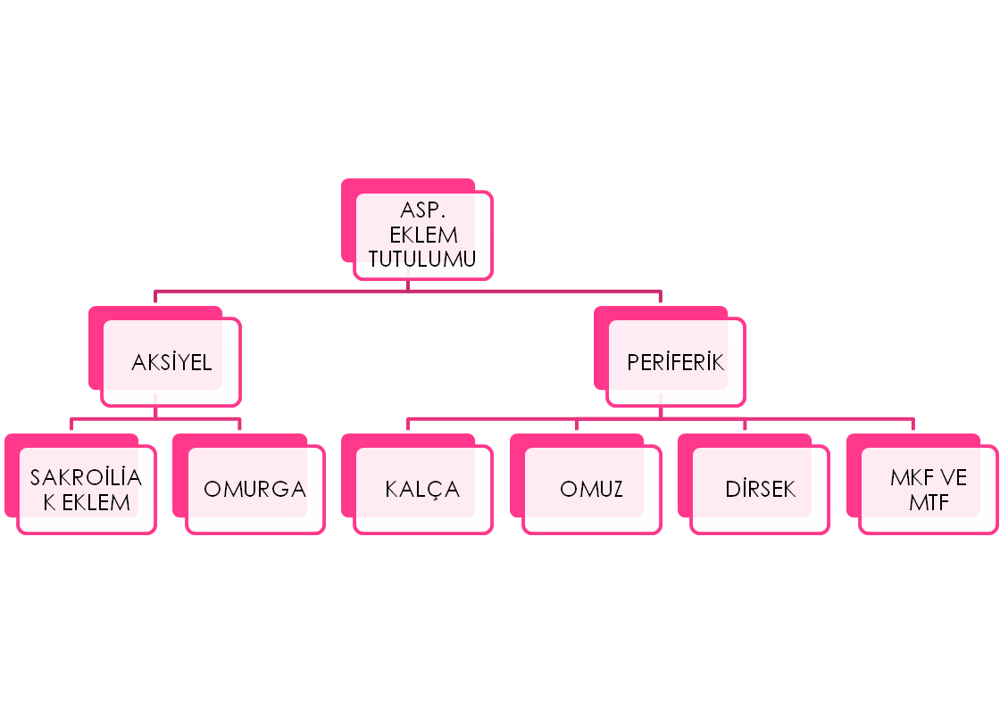 ASP.
EKLEM
TUTULUMU
AKSİYEL
PERİFERİK
SAKROİLİA
K EKLEM
OMURGA
KALÇA
OMUZ
DİRSEK
MKF VE
MTF